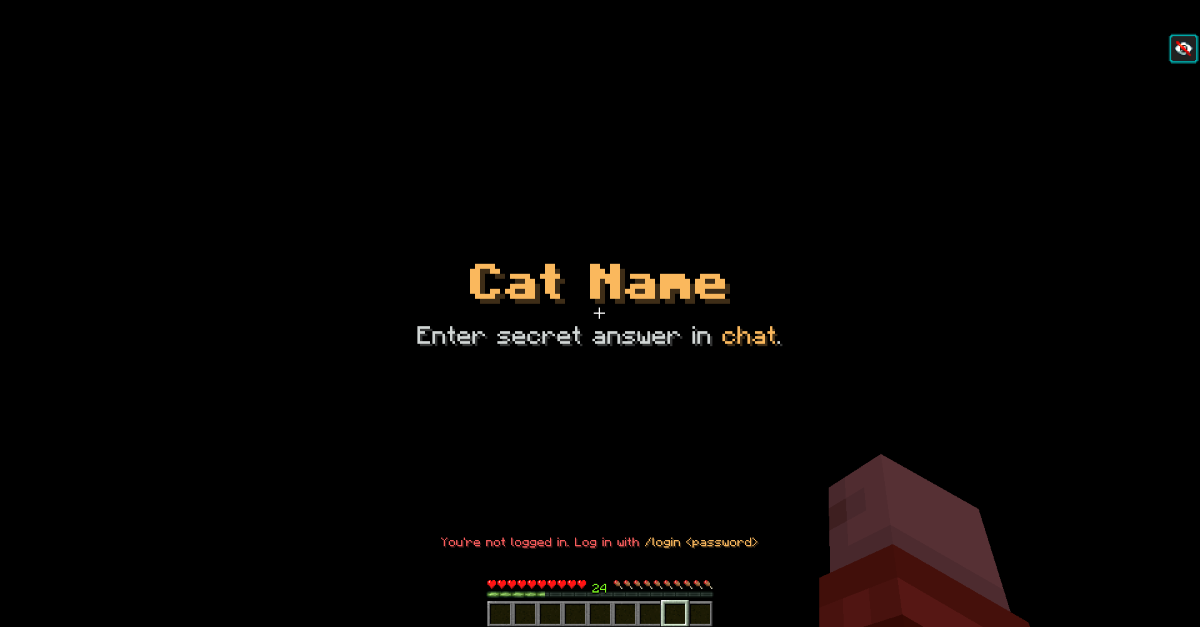 Cat Name
Enter secret answer in chat.
You're not logged in. Log in with /login <password>
24